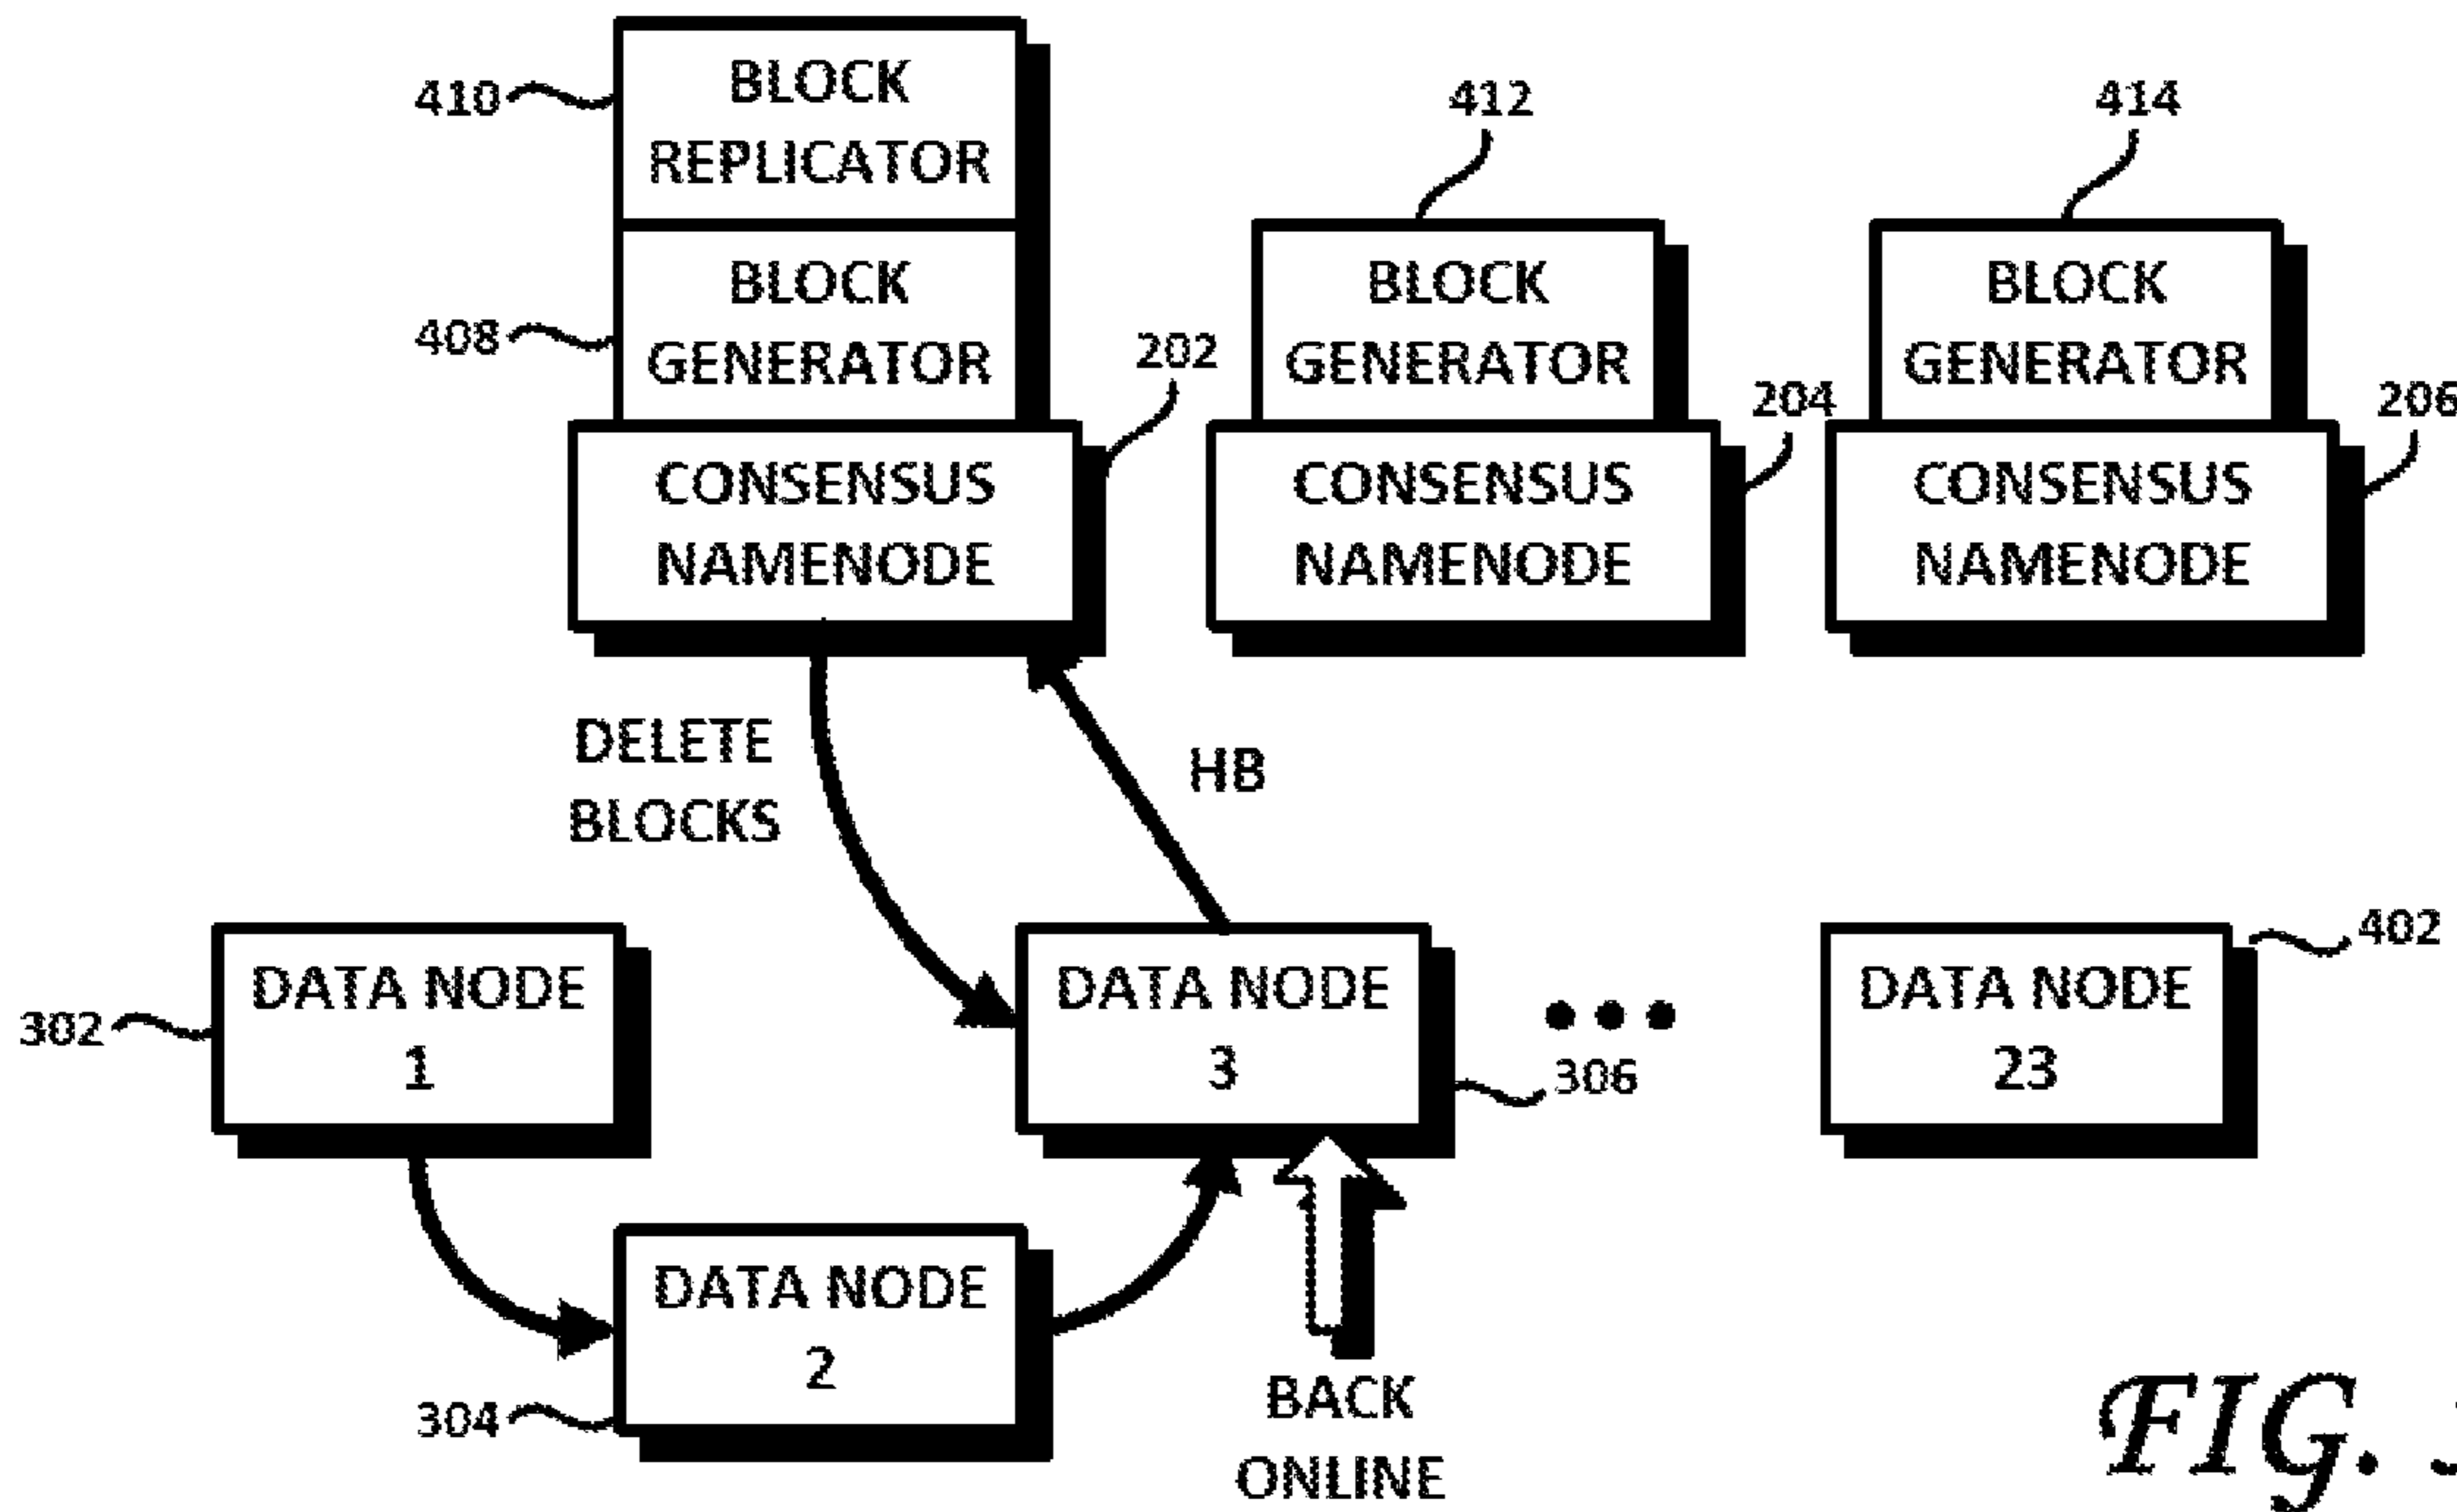 410
BLOCK
REPLICATOR
412
414
408
BLOCK
GENERATOR
202
BLOCK
GENERATOR
204
BLOCK
GENERATOR
206
CONSENSUS
NAMENODE
CONSENSUS
NAMENODE
CONSENSUS
NAMENODE
DELETE
BLOCKS
HB
302
DATA NODE
1
DATA NODE
3
306
DATA NODE
23
402
304
DATA NODE
2
BACK
ONLINE
FIG.